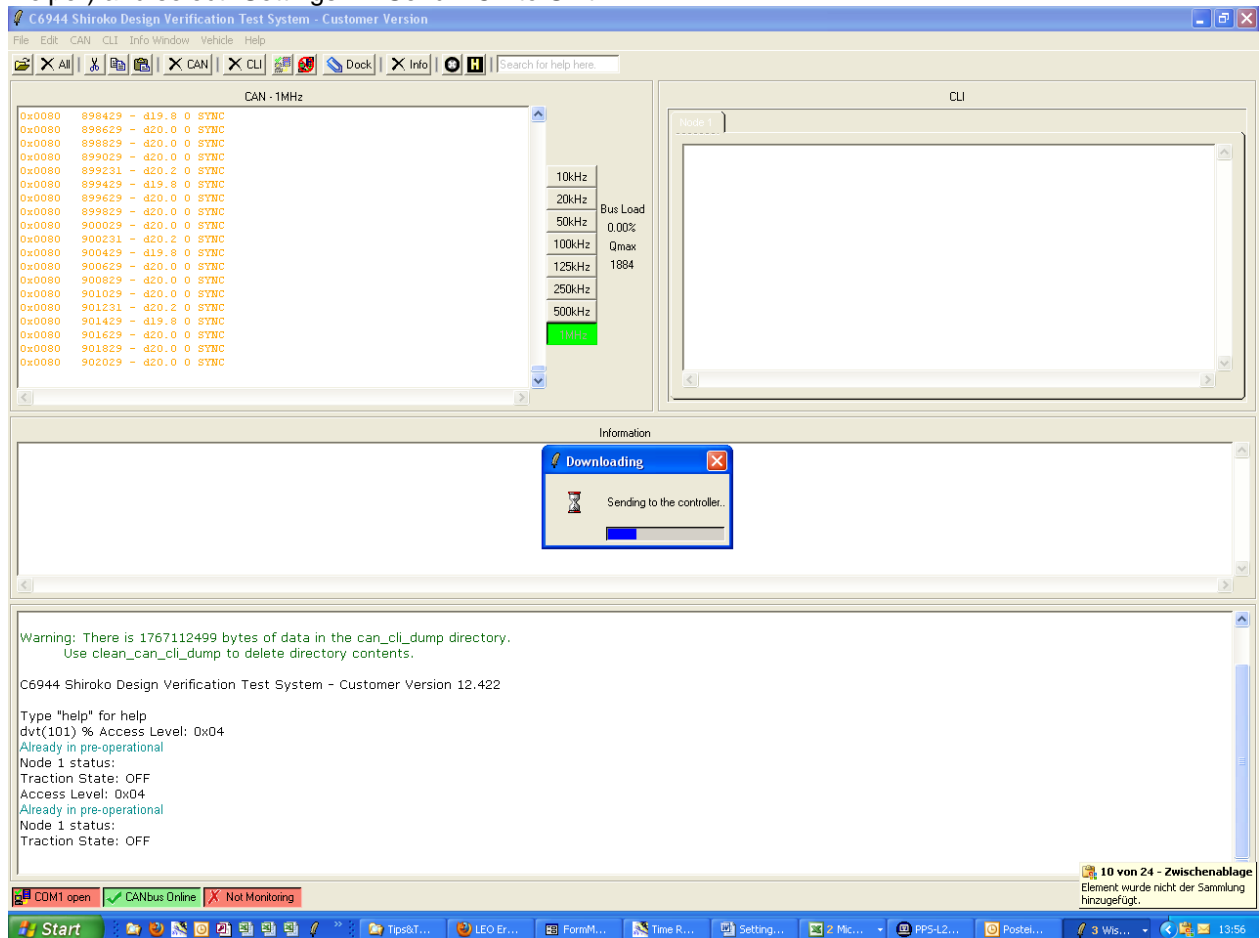 C6944 Shiroko Design Verification Test System - Customer Version
File Edit CAN CLI Info Window Vehicle Help
All CAN CLI Dock Info H Search for help here.
CAN - 1MHz
0x0080 898429 - d19.8 0 SYNC
0x0080 898629 - d20.0 0 SYNC
0x0080 898829 - d20.0 0 SYNC
0x0080 899029 - d20.0 0 SYNC
0x0080 899231 - d20.2 0 SYNC
0x0080 899429 - d19.8 0 SYNC
0x0080 899629 - d20.0 0 SYNC
0x0080 899829 - d20.0 0 SYNC
0x0080 900029 - d20.0 0 SYNC
0x0080 900231 - d20.2 0 SYNC
0x0080 900429 - d19.8 0 SYNC
0x0080 900629 - d20.0 0 SYNC
0x0080 900829 - d20.0 0 SYNC
0x0080 901029 - d20.0 0 SYNC
0x0080 901231 - d20.2 0 SYNC
0x0080 901429 - d19.8 0 SYNC
0x0080 901629 - d20.0 0 SYNC
0x0080 901829 - d20.0 0 SYNC
0x0080 902029 - d20.0 0 SYNC
10kHz
20kHz
50kHz
100kHz
125kHz
250kHz
500kHz
1MHz
Bus Load
0.00%
Qmax
1884
CLI
Node 1
Information
Downloading
Sending to the controller..
Warning: There is 1767112499 bytes of data in the can_cli_dump directory.
Use clean_can_cli_dump to delete directory contents.
C6944 Shiroko Design Verification Test System - Customer Version 12.422
Type "help" for help
dvt(101) % Access Level: 0x04
Already in pre-operational
Node 1 status:
Traction State: OFF
Access Level: 0x04
Already in pre-operational
Node 1 status:
Traction State: OFF
10 von 24 - Zwischenablage
Element wurde nicht der Sammlung
hinzugefügt.
COM1 open CANbus Online Not Monitoring
Start Tips&T... LEO Er... FormM... Time R... Setting... 2 Mic... PPS-L2... Postei... 3 Wis... 13:56